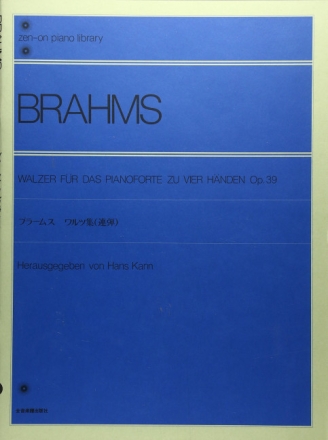 zen-on piano library
BRAHMS
WALZER FÜR DAS PIANOFORTE ZU VIER HÄNDEN Op.39
ブラームス ワルツ集(連弾)
Herausgegeben von Hans Kann